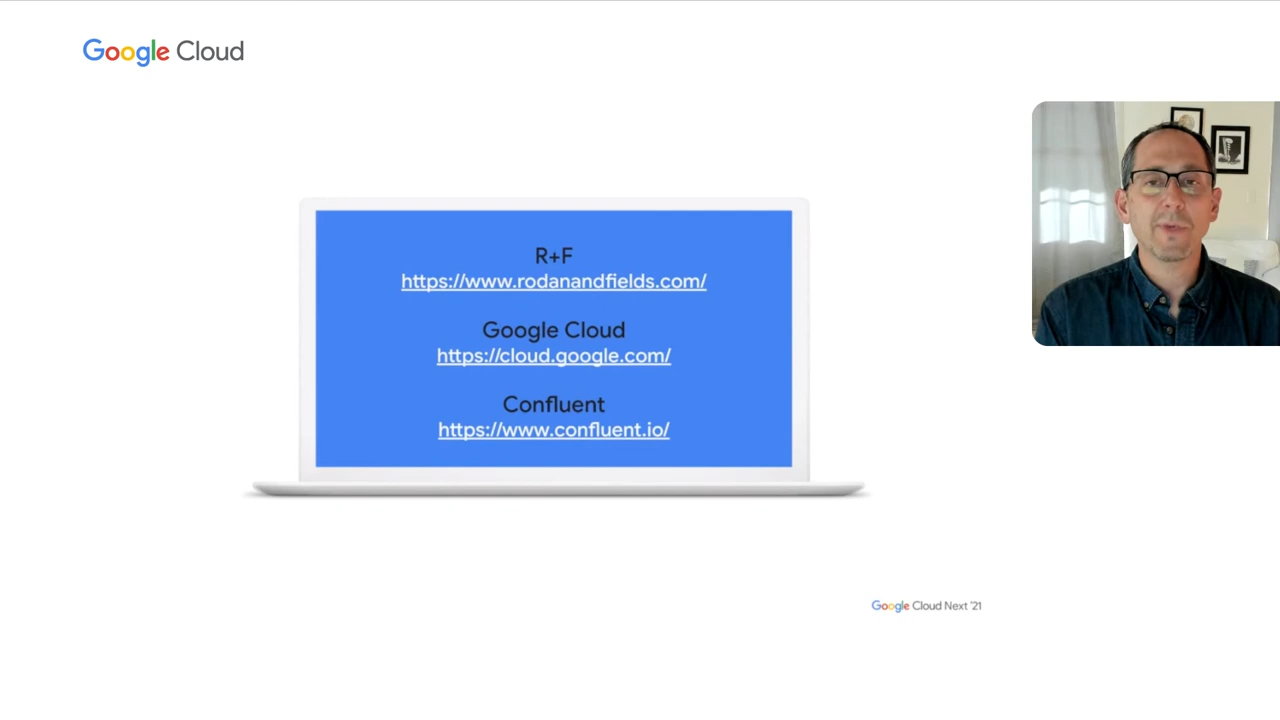 Google Cloud
R+F
https://www.rodanandfields.com/
Google Cloud
https://cloud.google.com/
Confluent
https://www.confluent.io/
Google Cloud Next '21